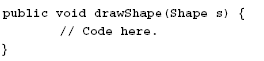 public void drawShape(Shape s) {
        // Code here.
}